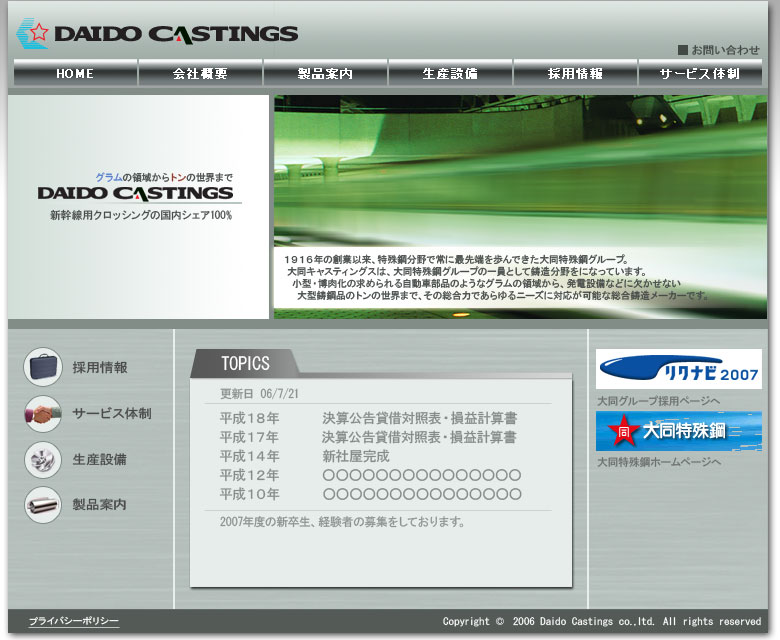 DAIDO CASTINGS
■ お問い合わせ
HOME 会社概要 製品案内 生産設備 採用情報 サービス体制
グラムの領域からトンの世界まで
DAIDO CASTINGS
新幹線用クロッシングの国内シェア100%
1916年の創業以来、特殊鋼分野で常に最先端を歩んできた大同特殊鋼グループ。
大同キャスティングスは、大同特殊鋼グループの一員として鋳造分野をになっています。
小型・博肉化の求められる自動車部品のようなグラムの領域から、発電設備などに欠かせない
大型鋳鋼品のトンの世界まで、その総合力であらゆるニーズに対応が可能な総合鋳造メーカーです。
採用情報
サービス体制
生産設備
製品案内
TOPICS
更新日 06/7/21
平成18年 決算公告貸借対照表・損益計算書
平成17年 決算公告貸借対照表・損益計算書
平成14年 新社屋完成
平成12年 〇〇〇〇〇〇〇〇〇〇〇〇〇〇〇
平成10年 〇〇〇〇〇〇〇〇〇〇〇〇〇〇〇
2007年度の新卒生、経験者の募集をしております。
リクナビ 2007
大同グループ採用ページへ
同 大同特殊鋼
大同特殊鋼ホームページへ
プライバシーポリシー
Copyright © 2006 Daido Castings co.,ltd. All rights reserved